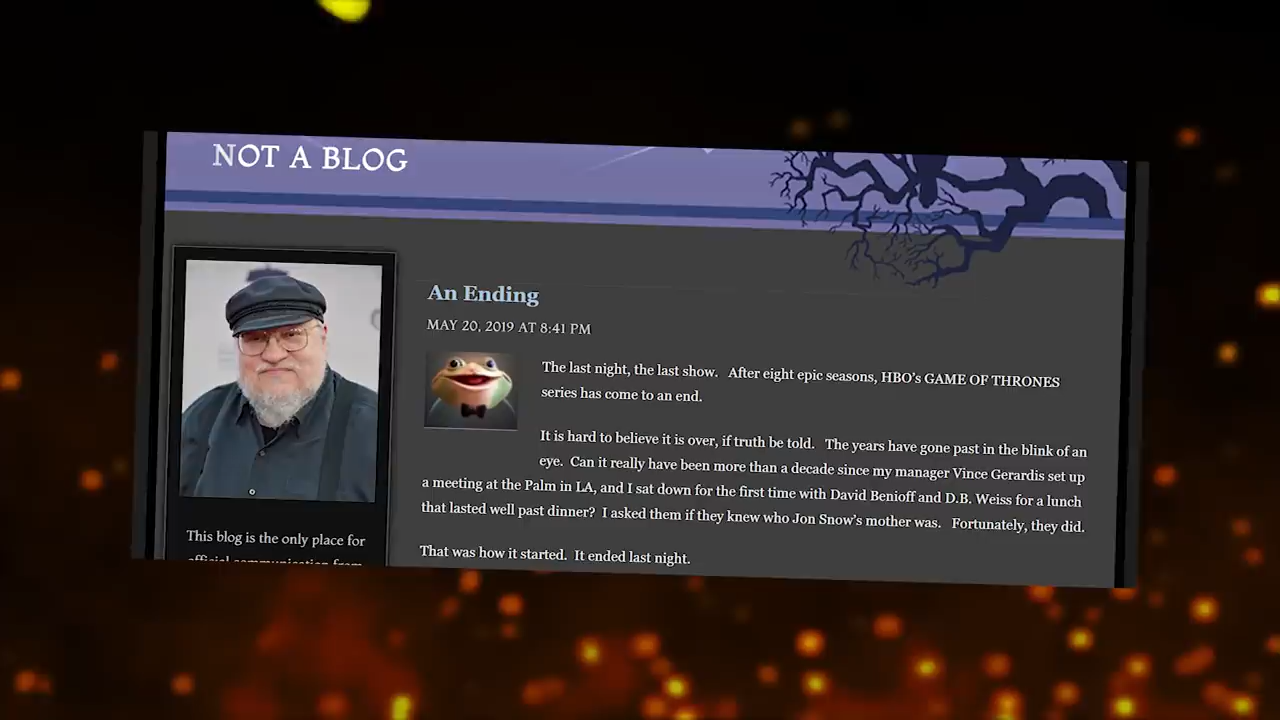 NOT A BLOG
An Ending
MAY 20, 2019 AT 8:41 PM
The last night, the last show. After eight epic seasons, HBO's GAME OF THRONES
series has come to an end.
It is hard to believe it is over, if truth be told. The years have gone past in the blink of an
eye. Can it really have been more than a decade since my manager Vince Gerardis set up
a meeting at the Palm in LA, and I sat down for the first time with David Benioff and D.B. Weiss for a lunch
that lasted well past dinner? I asked them if they knew who Jon Snow's mother was. Fortunately, they did.
That was how it started. It ended last night.
This blog is the only place for
official communication from